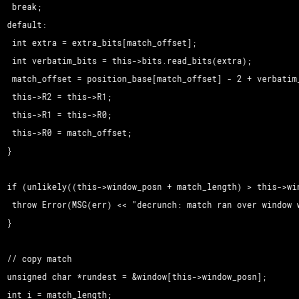 break;
default:
int extra = extra_bits[match_offset];
int verbatim_bits = this->bits.read_bits(extra);
match_offset = position_base[match_offset] - 2 + verbatim_
this->R2 = this->R1;
this->R1 = this->R0;
this->R0 = match_offset;
}
if (unlikely((this->window_posn + match_length) > this->win
throw Error(MSG(err) << "decrunch: match ran over window w
}
// copy match
unsigned char *rundest = &window[this->window_posn];
int i = match_length;